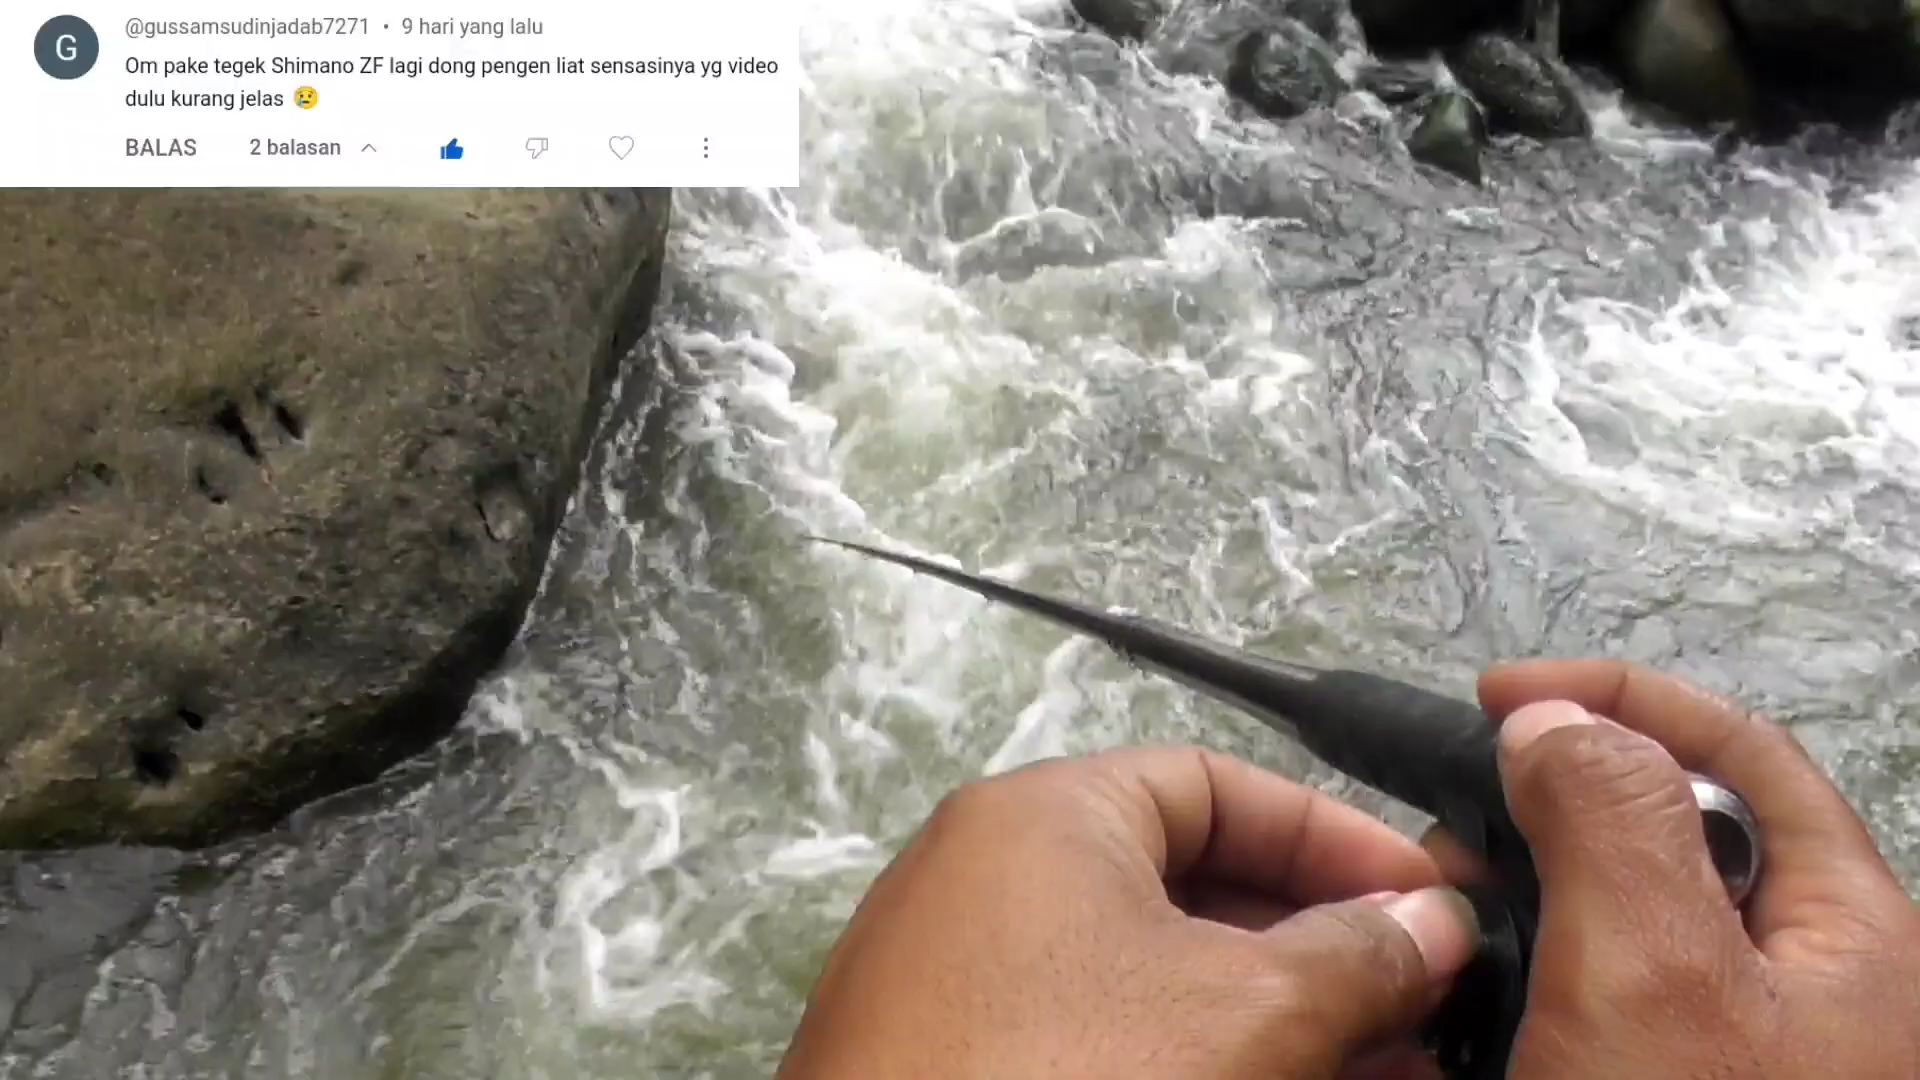 G
@gussamsudinjadab7271 • 9 hari yang lalu
Om pake tegek Shimano ZF lagi dong pengen liat sensasinya yg video
dulu kurang jelas 😢
BALAS 2 balasan